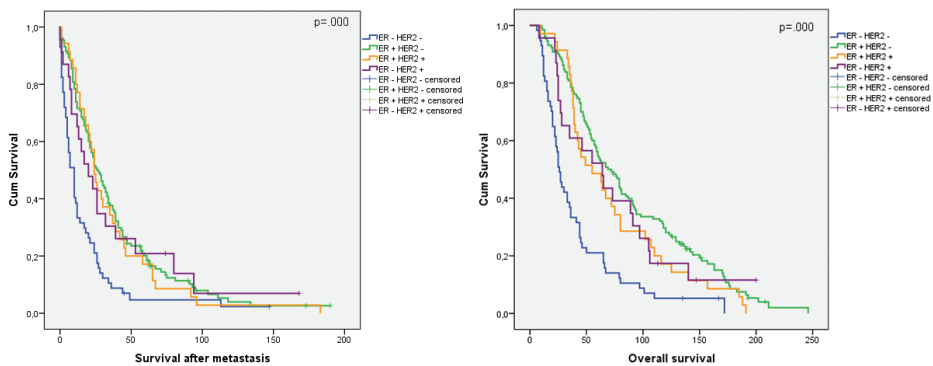 p=.000
1,0
0,8
0,6
0,4
0,2
0,0
Cum Survival
0
50
100
150
200
Survival after metastasis
ER - HER2 -
ER + HER2 -
ER + HER2 +
ER - HER2 +
ER - HER2 - censored
ER + HER2 - censored
ER + HER2 + censored
ER - HER2 + censored
p=.000
1,0
0,8
0,6
0,4
0,2
0,0
Cum Survival
0
50
100
150
200
250
Overall survival
ER - HER2 -
ER + HER2 -
ER + HER2 +
ER - HER2 +
ER - HER2 - censored
ER + HER2 - censored
ER + HER2 + censored
ER - HER2 + censored